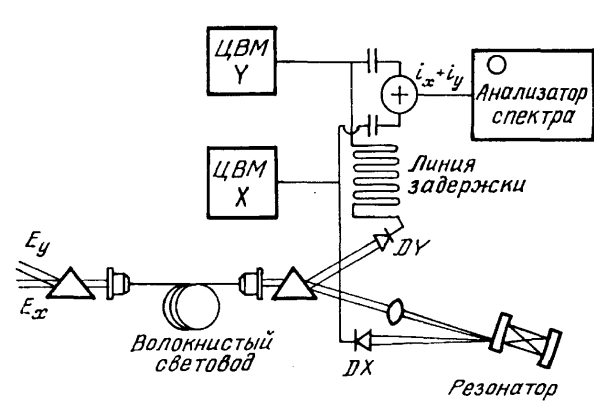 ЦВМ
Y
i_x+i_y
Анализатор
спектра
ЦВМ
X
Линия
задержки
E_y
E_x
DY
Волокнистый
световод
DX
Резонатор